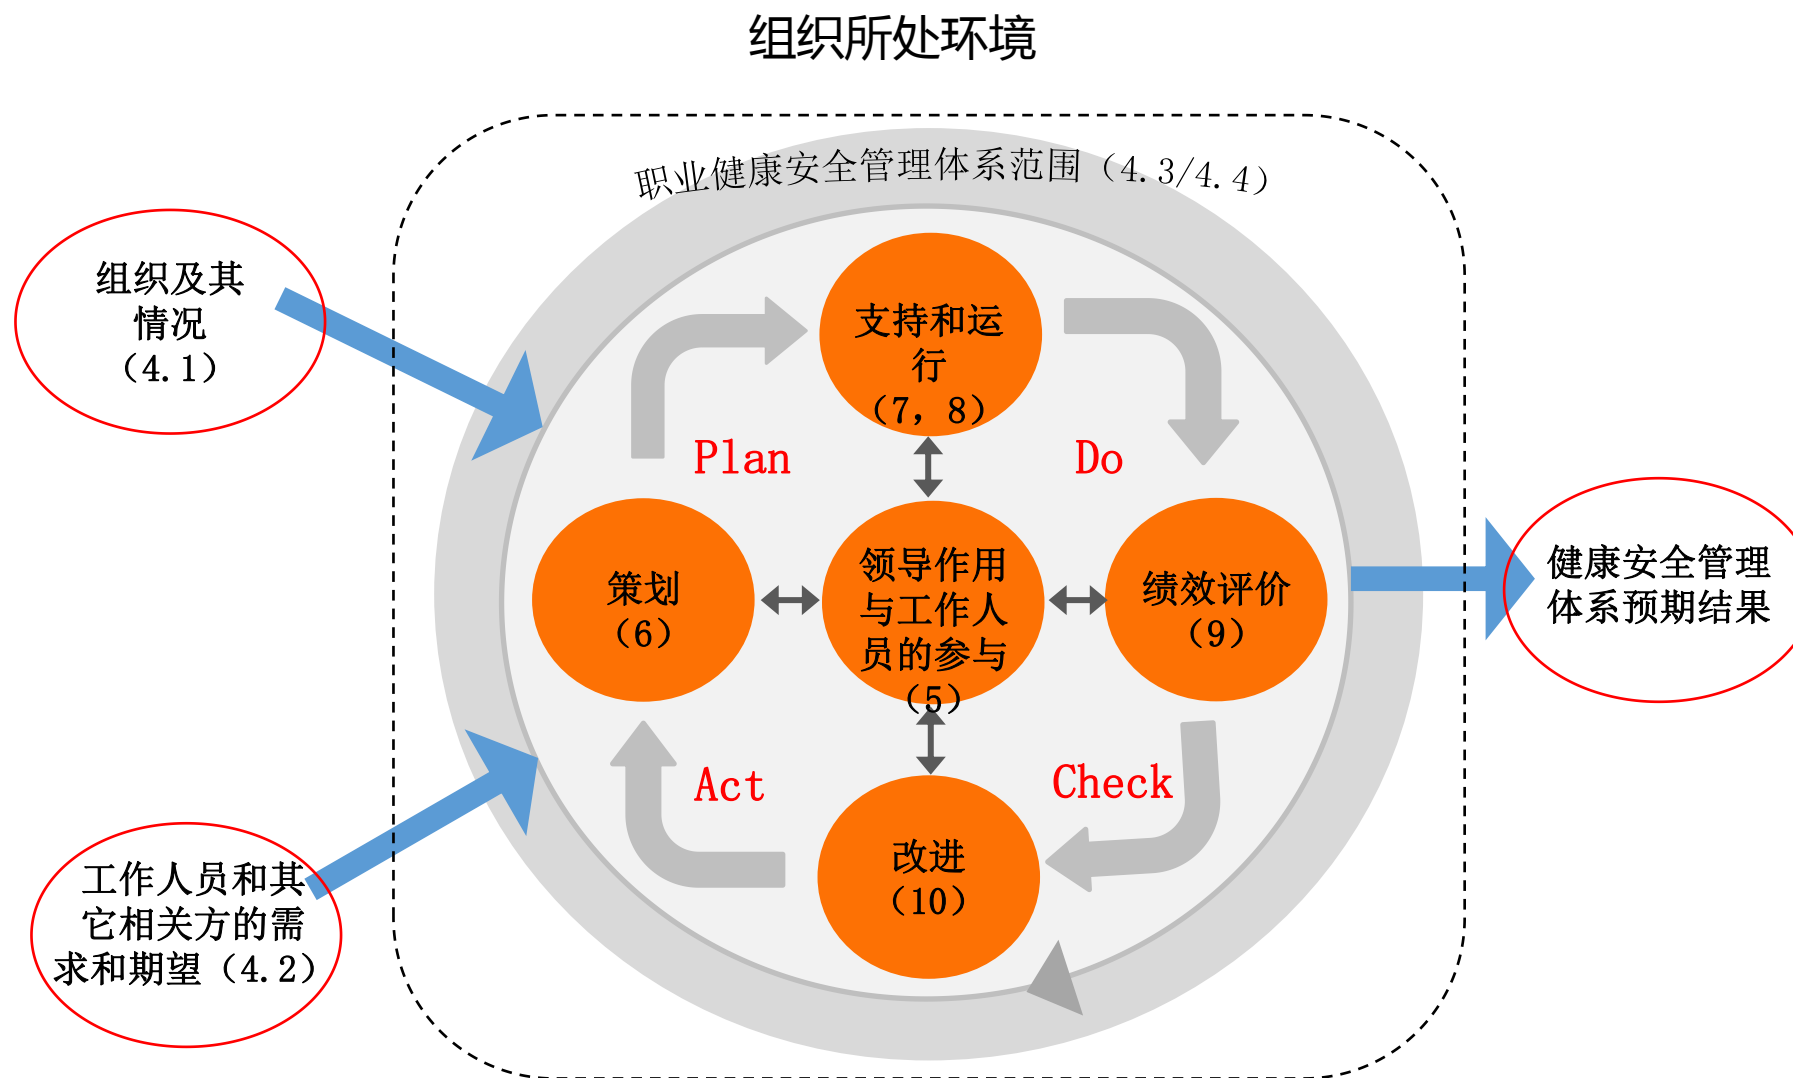 组织所处环境
职业健康安全管理体系范围（4.3/4.4）
组织及其
情况
（4.1）
支持和运
行
（7，8）
Plan
Do
策划
（6）
领导作用
与工作人
员的参与
（5）
绩效评价
（9）
健康安全管理
体系预期结果
Act
Check
工作人员和其
它相关方的需
求和期望（4.2）
改进
（10）